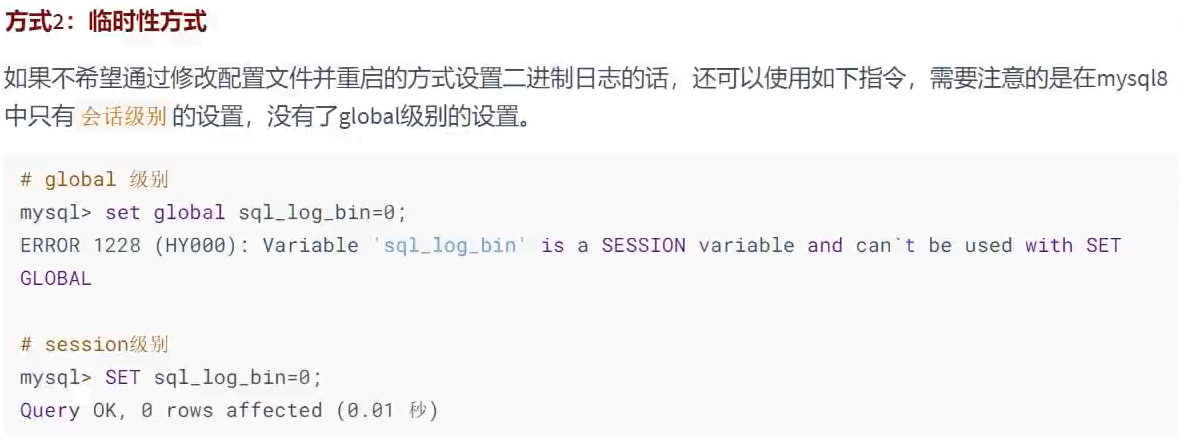 方式2：临时性方式
如果不希望通过修改配置文件并重启的方式设置二进制日志的话，还可以使用如下指令，需要注意的是在mysql8
中只有 会话级别 的设置，没有了global级别的设置。
# global 级别
mysql> set global sql_log_bin=0;
ERROR 1228 (HY000): Variable 'sql_log_bin' is a SESSION variable and can`t be used with SET
GLOBAL
# session级别
mysql> SET sql_log_bin=0;
Query OK, 0 rows affected (0.01 秒)